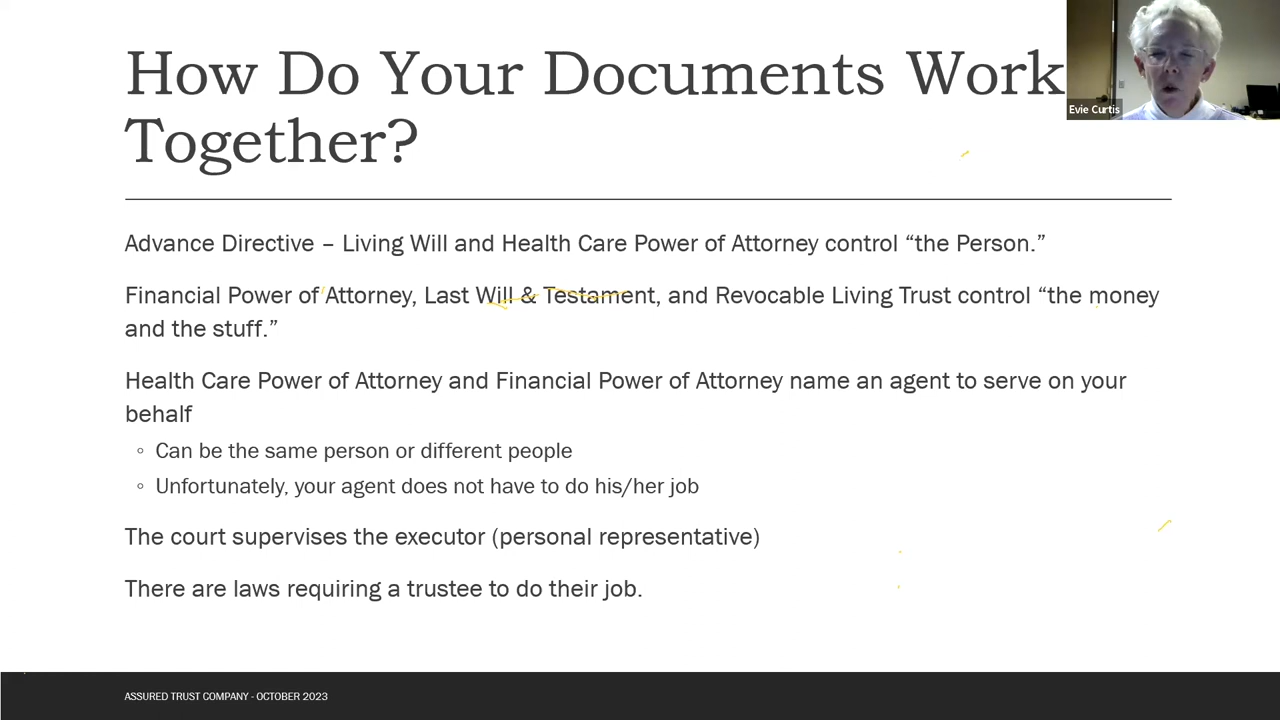 How Do Your Documents Work
Together?
Evie Curtis
Advance Directive – Living Will and Health Care Power of Attorney control “the Person.”
Financial Power of Attorney, Last Will & Testament, and Revocable Living Trust control “the money
and the stuff.”
Health Care Power of Attorney and Financial Power of Attorney name an agent to serve on your
behalf
◦ Can be the same person or different people
◦ Unfortunately, your agent does not have to do his/her job
The court supervises the executor (personal representative)
There are laws requiring a trustee to do their job.
ASSURED TRUST COMPANY - OCTOBER 2023